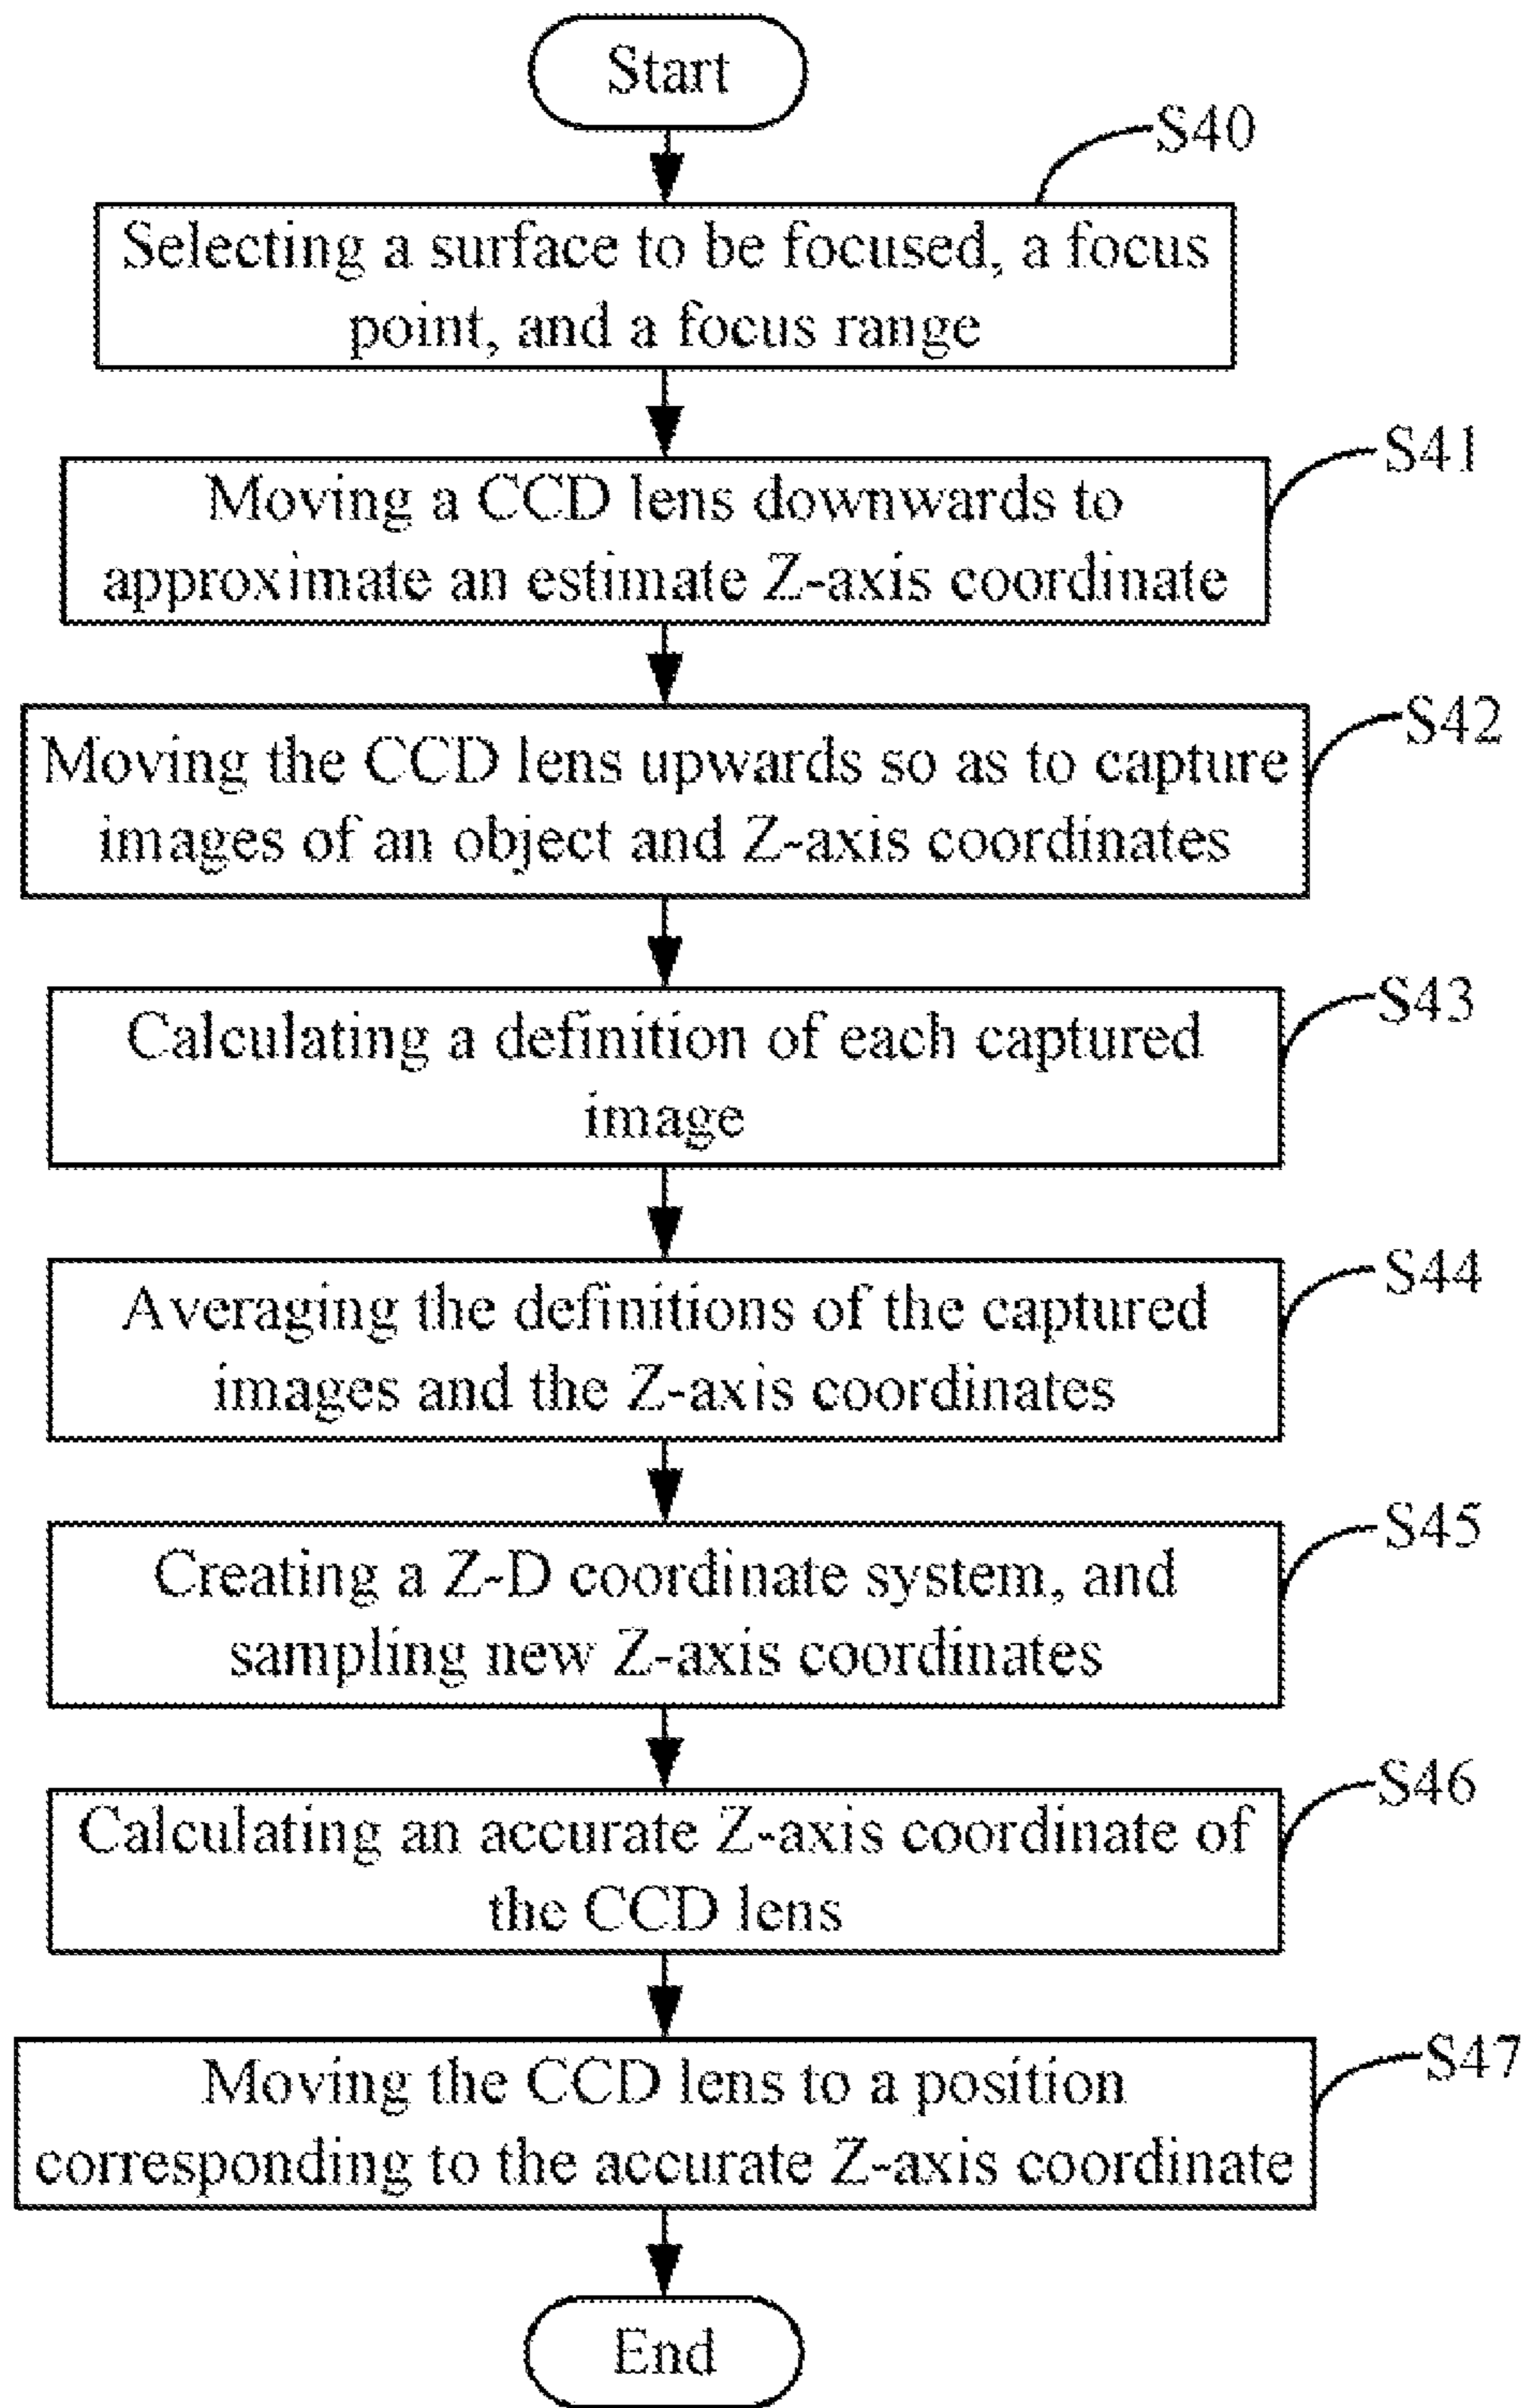 Start
S40
Selecting a surface to be focused, a focus
point, and a focus range
S41
Moving a CCD lens downwards to
approximate an estimate Z-axis coordinate
S42
Moving the CCD lens upwards so as to capture
images of an object and Z-axis coordinates
S43
Calculating a definition of each captured
image
S44
Averaging the definitions of the captured
images and the Z-axis coordinates
S45
Creating a Z-D coordinate system, and
sampling new Z-axis coordinates
S46
Calculating an accurate Z-axis coordinate of
the CCD lens
S47
Moving the CCD lens to a position
corresponding to the accurate Z-axis coordinate
End